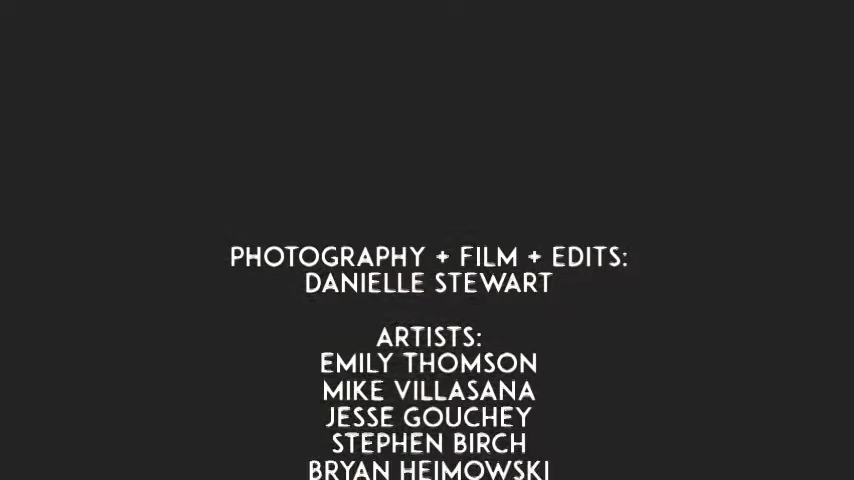 PHOTOGRAPHY + FILM + EDITS:
DANIELLE STEWART
ARTISTS:
EMILY THOMSON
MIKE VILLASANA
JESSE GOUCHEY
STEPHEN BIRCH
BRYAN HEIMOWSKI